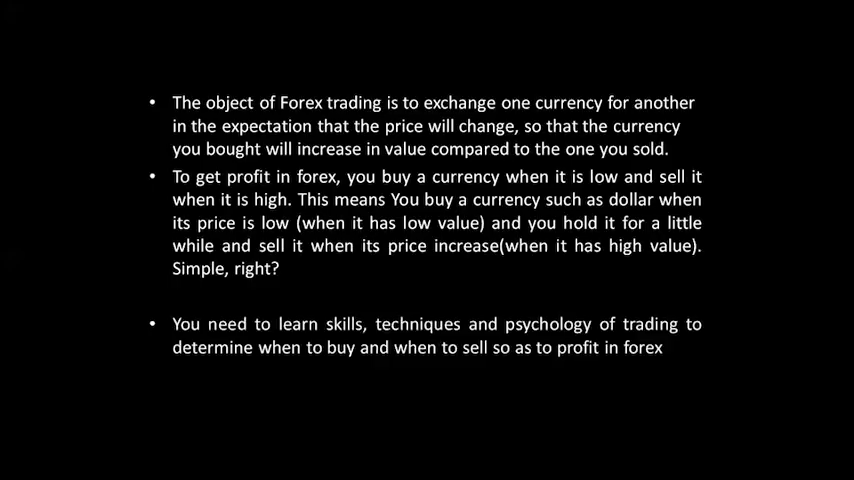 • The object of Forex trading is to exchange one currency for another
in the expectation that the price will change, so that the currency
you bought will increase in value compared to the one you sold.
• To get profit in forex, you buy a currency when it is low and sell it
when it is high. This means You buy a currency such as dollar when
its price is low (when it has low value) and you hold it for a little
while and sell it when its price increase(when it has high value).
Simple, right?
• You need to learn skills, techniques and psychology of trading to
determine when to buy and when to sell so as to profit in forex